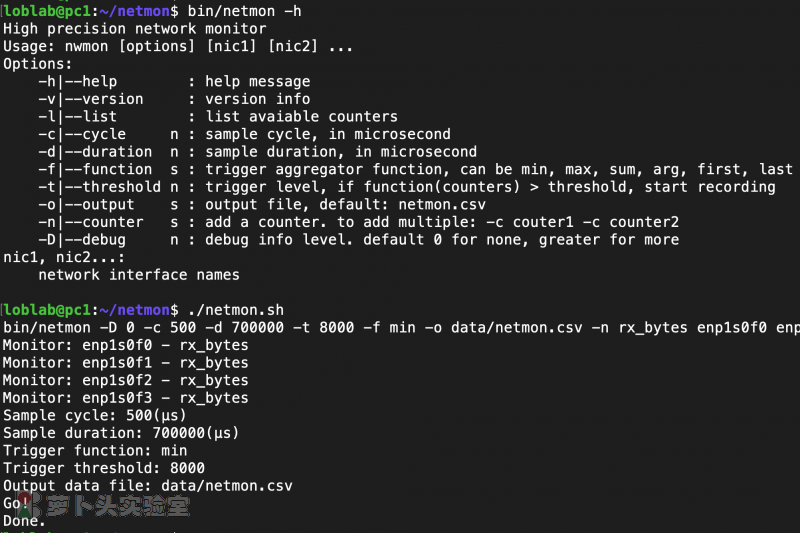 loblab@pc1:~/netmon$ bin/netmon -h
High precision network monitor
Usage: nwmon [options] [nic1] [nic2] ...
Options:
    -h|--help        : help message
    -v|--version     : version info
    -l|--list        : list avaiable counters
    -c|--cycle     n : sample cycle, in microsecond
    -d|--duration  n : sample duration, in microsecond
    -f|--function  s : trigger aggregator function, can be min, max, sum, arg, first, last
    -t|--threshold n : trigger level, if function(counters) > threshold, start recording
    -o|--output    s : output file, default: netmon.csv
    -n|--counter   s : add a counter. to add multiple: -c couter1 -c counter2
    -D|--debug     n : debug info level. default 0 for none, greater for more
nic1, nic2...:
    network interface names
loblab@pc1:~/netmon$ ./netmon.sh
bin/netmon -D 0 -c 500 -d 700000 -t 8000 -f min -o data/netmon.csv -n rx_bytes enp1s0f0 enp
Monitor: enp1s0f0 - rx_bytes
Monitor: enp1s0f1 - rx_bytes
Monitor: enp1s0f2 - rx_bytes
Monitor: enp1s0f3 - rx_bytes
Sample cycle: 500(µs)
Sample duration: 700000(µs)
Trigger function: min
Trigger threshold: 8000
Output data file: data/netmon.csv
Go!
萝卜头实验室
Done.